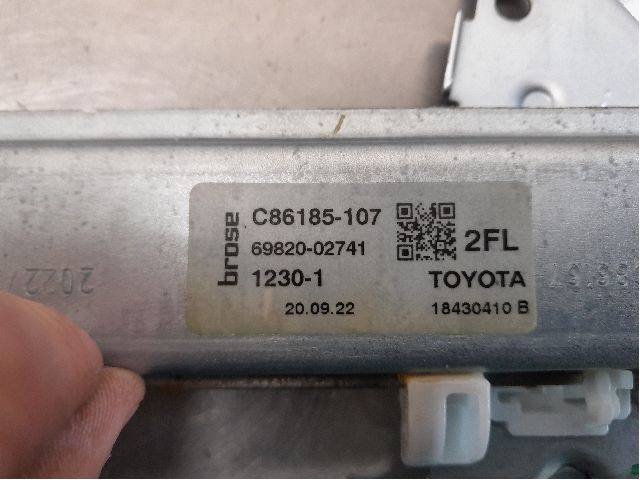 brose
C86185-107
69820-02741
2FL
1230-1
TOYOTA
20.09.22
18430410 B